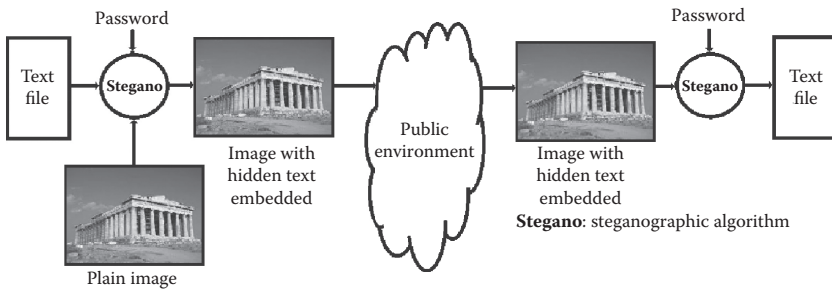 Password
Password
Text
file
Stegano
Stegano
Text
file
Public
environment
Image with
hidden text
embedded
Image with
hidden text
embedded
Stegano: steganographic algorithm
Plain image